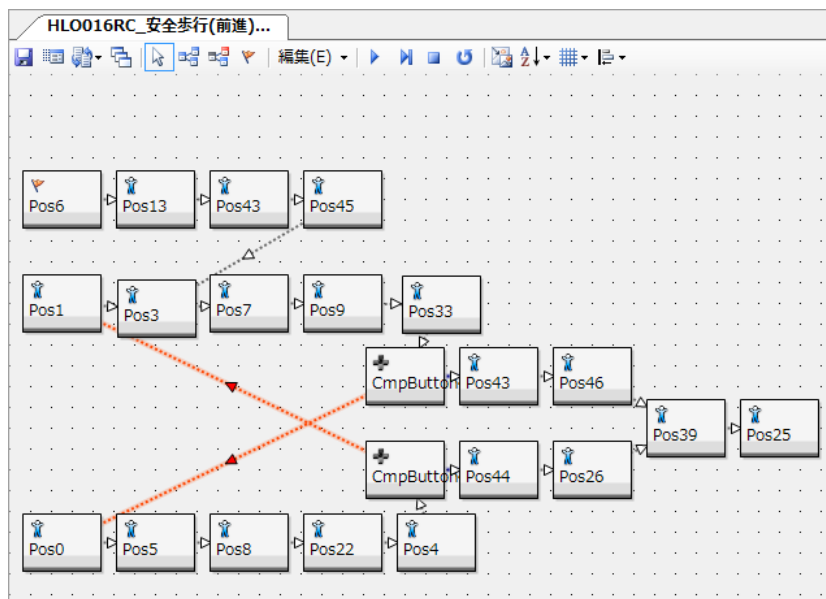 HLO016RC_安全歩行(前進)...
編集(E)
Pos6 Pos13 Pos43 Pos45
Pos1 Pos3 Pos7 Pos9 Pos33
CmpButton Pos43 Pos46
Pos39 Pos25
CmpButton Pos44 Pos26
Pos0 Pos5 Pos8 Pos22 Pos4